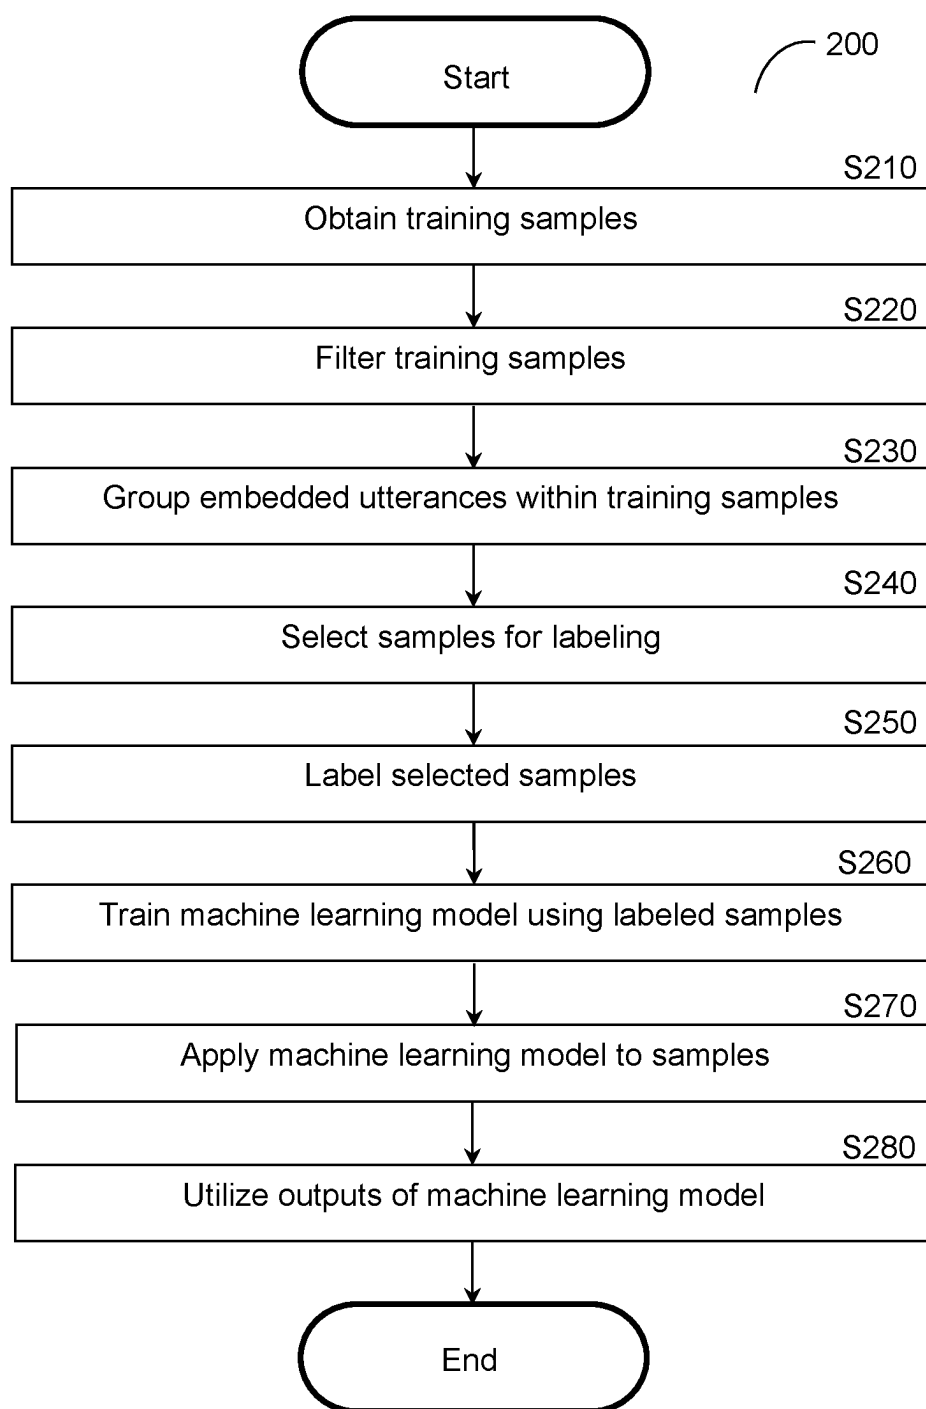 Start
200
S210
Obtain training samples
S220
Filter training samples
S230
Group embedded utterances within training samples
S240
Select samples for labeling
S250
Label selected samples
S260
Train machine learning model using labeled samples
S270
Apply machine learning model to samples
S280
Utilize outputs of machine learning model
End